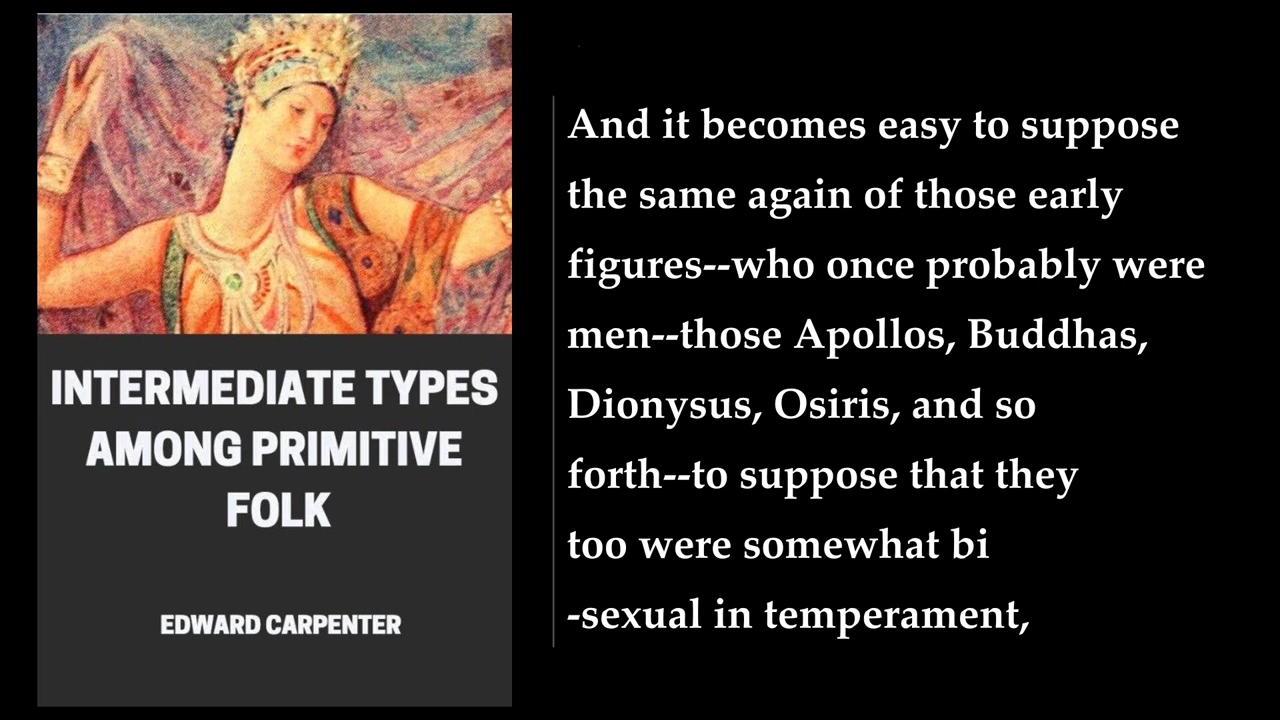 INTERMEDIATE TYPES
AMONG PRIMITIVE
FOLK
EDWARD CARPENTER
And it becomes easy to suppose
the same again of those early
figures--who once probably were
men--those Apollos, Buddhas,
Dionysus, Osiris, and so
forth--to suppose that they
too were somewhat bi
-sexual in temperament,